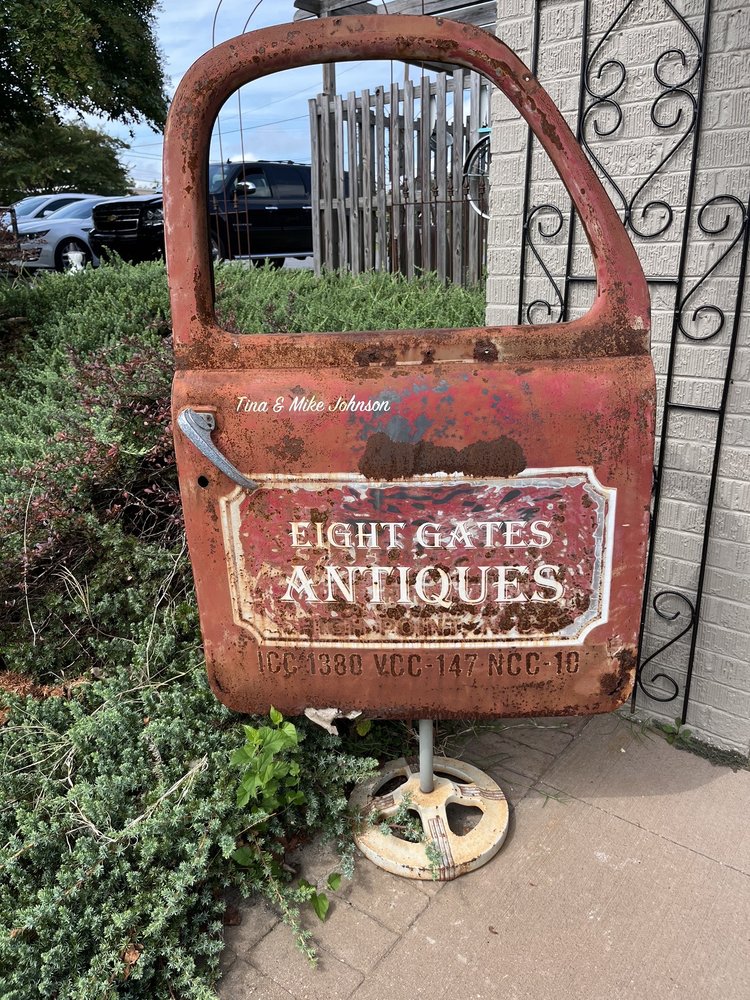 Tina & Mike Johnson
EIGHT GATES
ANTIQUES
ICC 1380 VCC-147 NCC-10